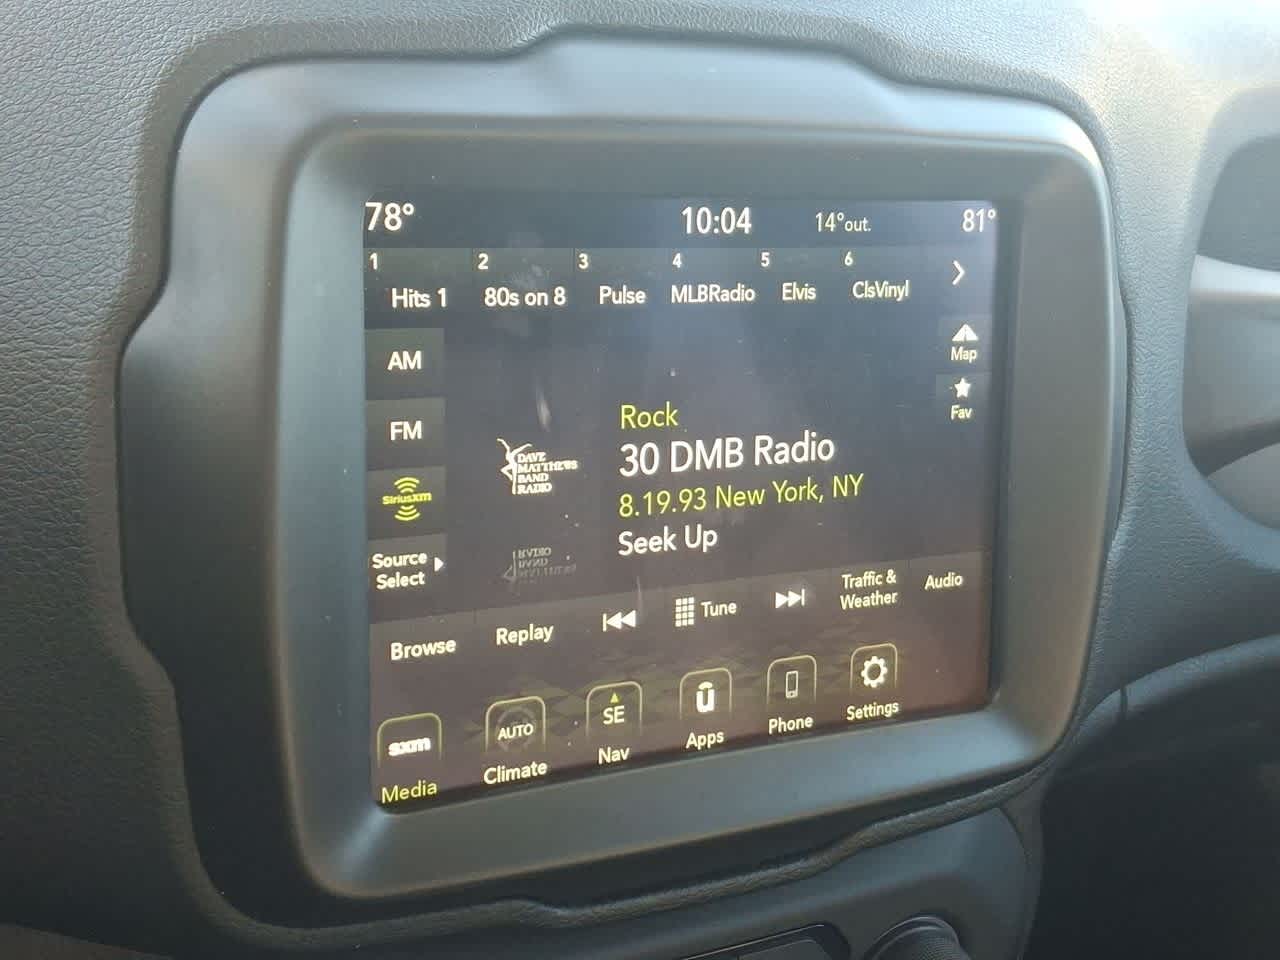 78° 10:04 14°out. 81°
1 2 3 4 5 6
Hits 1 80s on 8 Pulse MLBRadio Elvis ClsVinyl
AM
FM
SiriusXM
Source
Select
Map
Fav
DAVE
MATTHEWS
BAND
RADIO
Rock
30 DMB Radio
8.19.93 New York, NY
Seek Up
Browse Replay Tune Traffic &
Weather Audio
sxm AUTO SE u
Media Climate Nav Apps Phone Settings